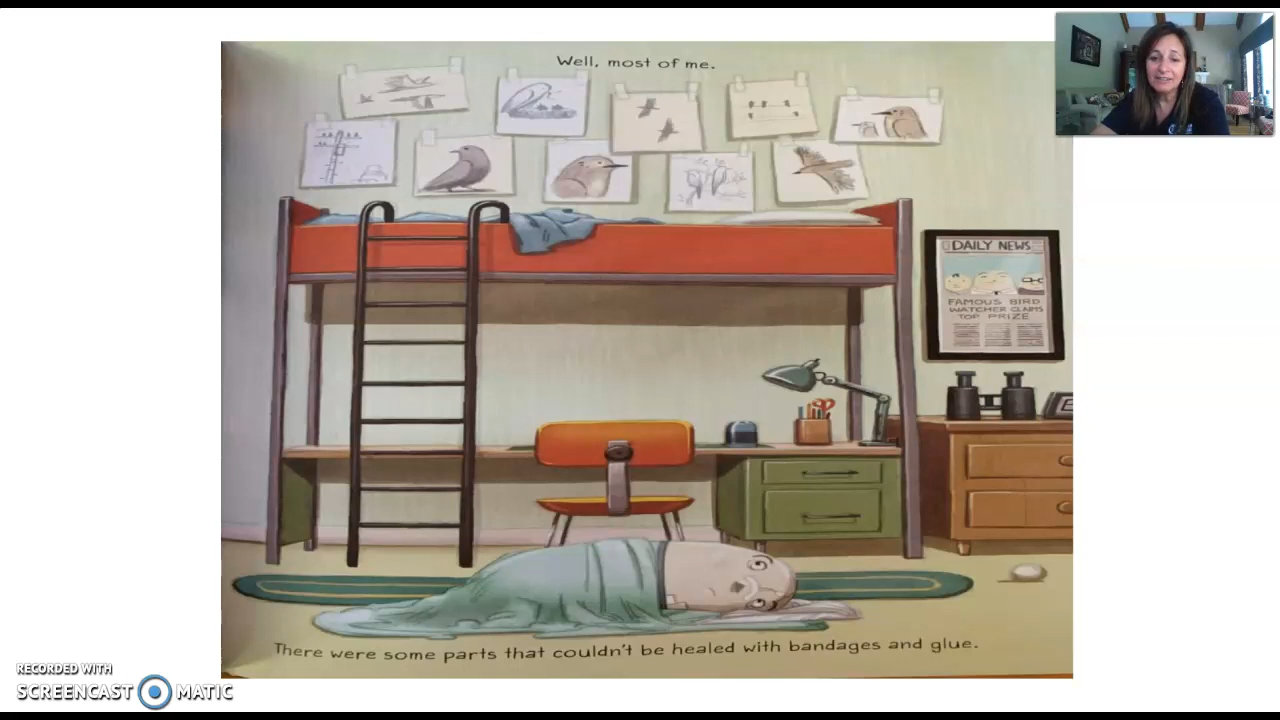 Well, most of me.
DAILY NEWS
FAMOUS BIRD
WATCHER CLAIMS
TOP PRIZE
There were some parts that couldn't be healed with bandages and glue.
RECORDED WITH
SCREENCAST MATIC